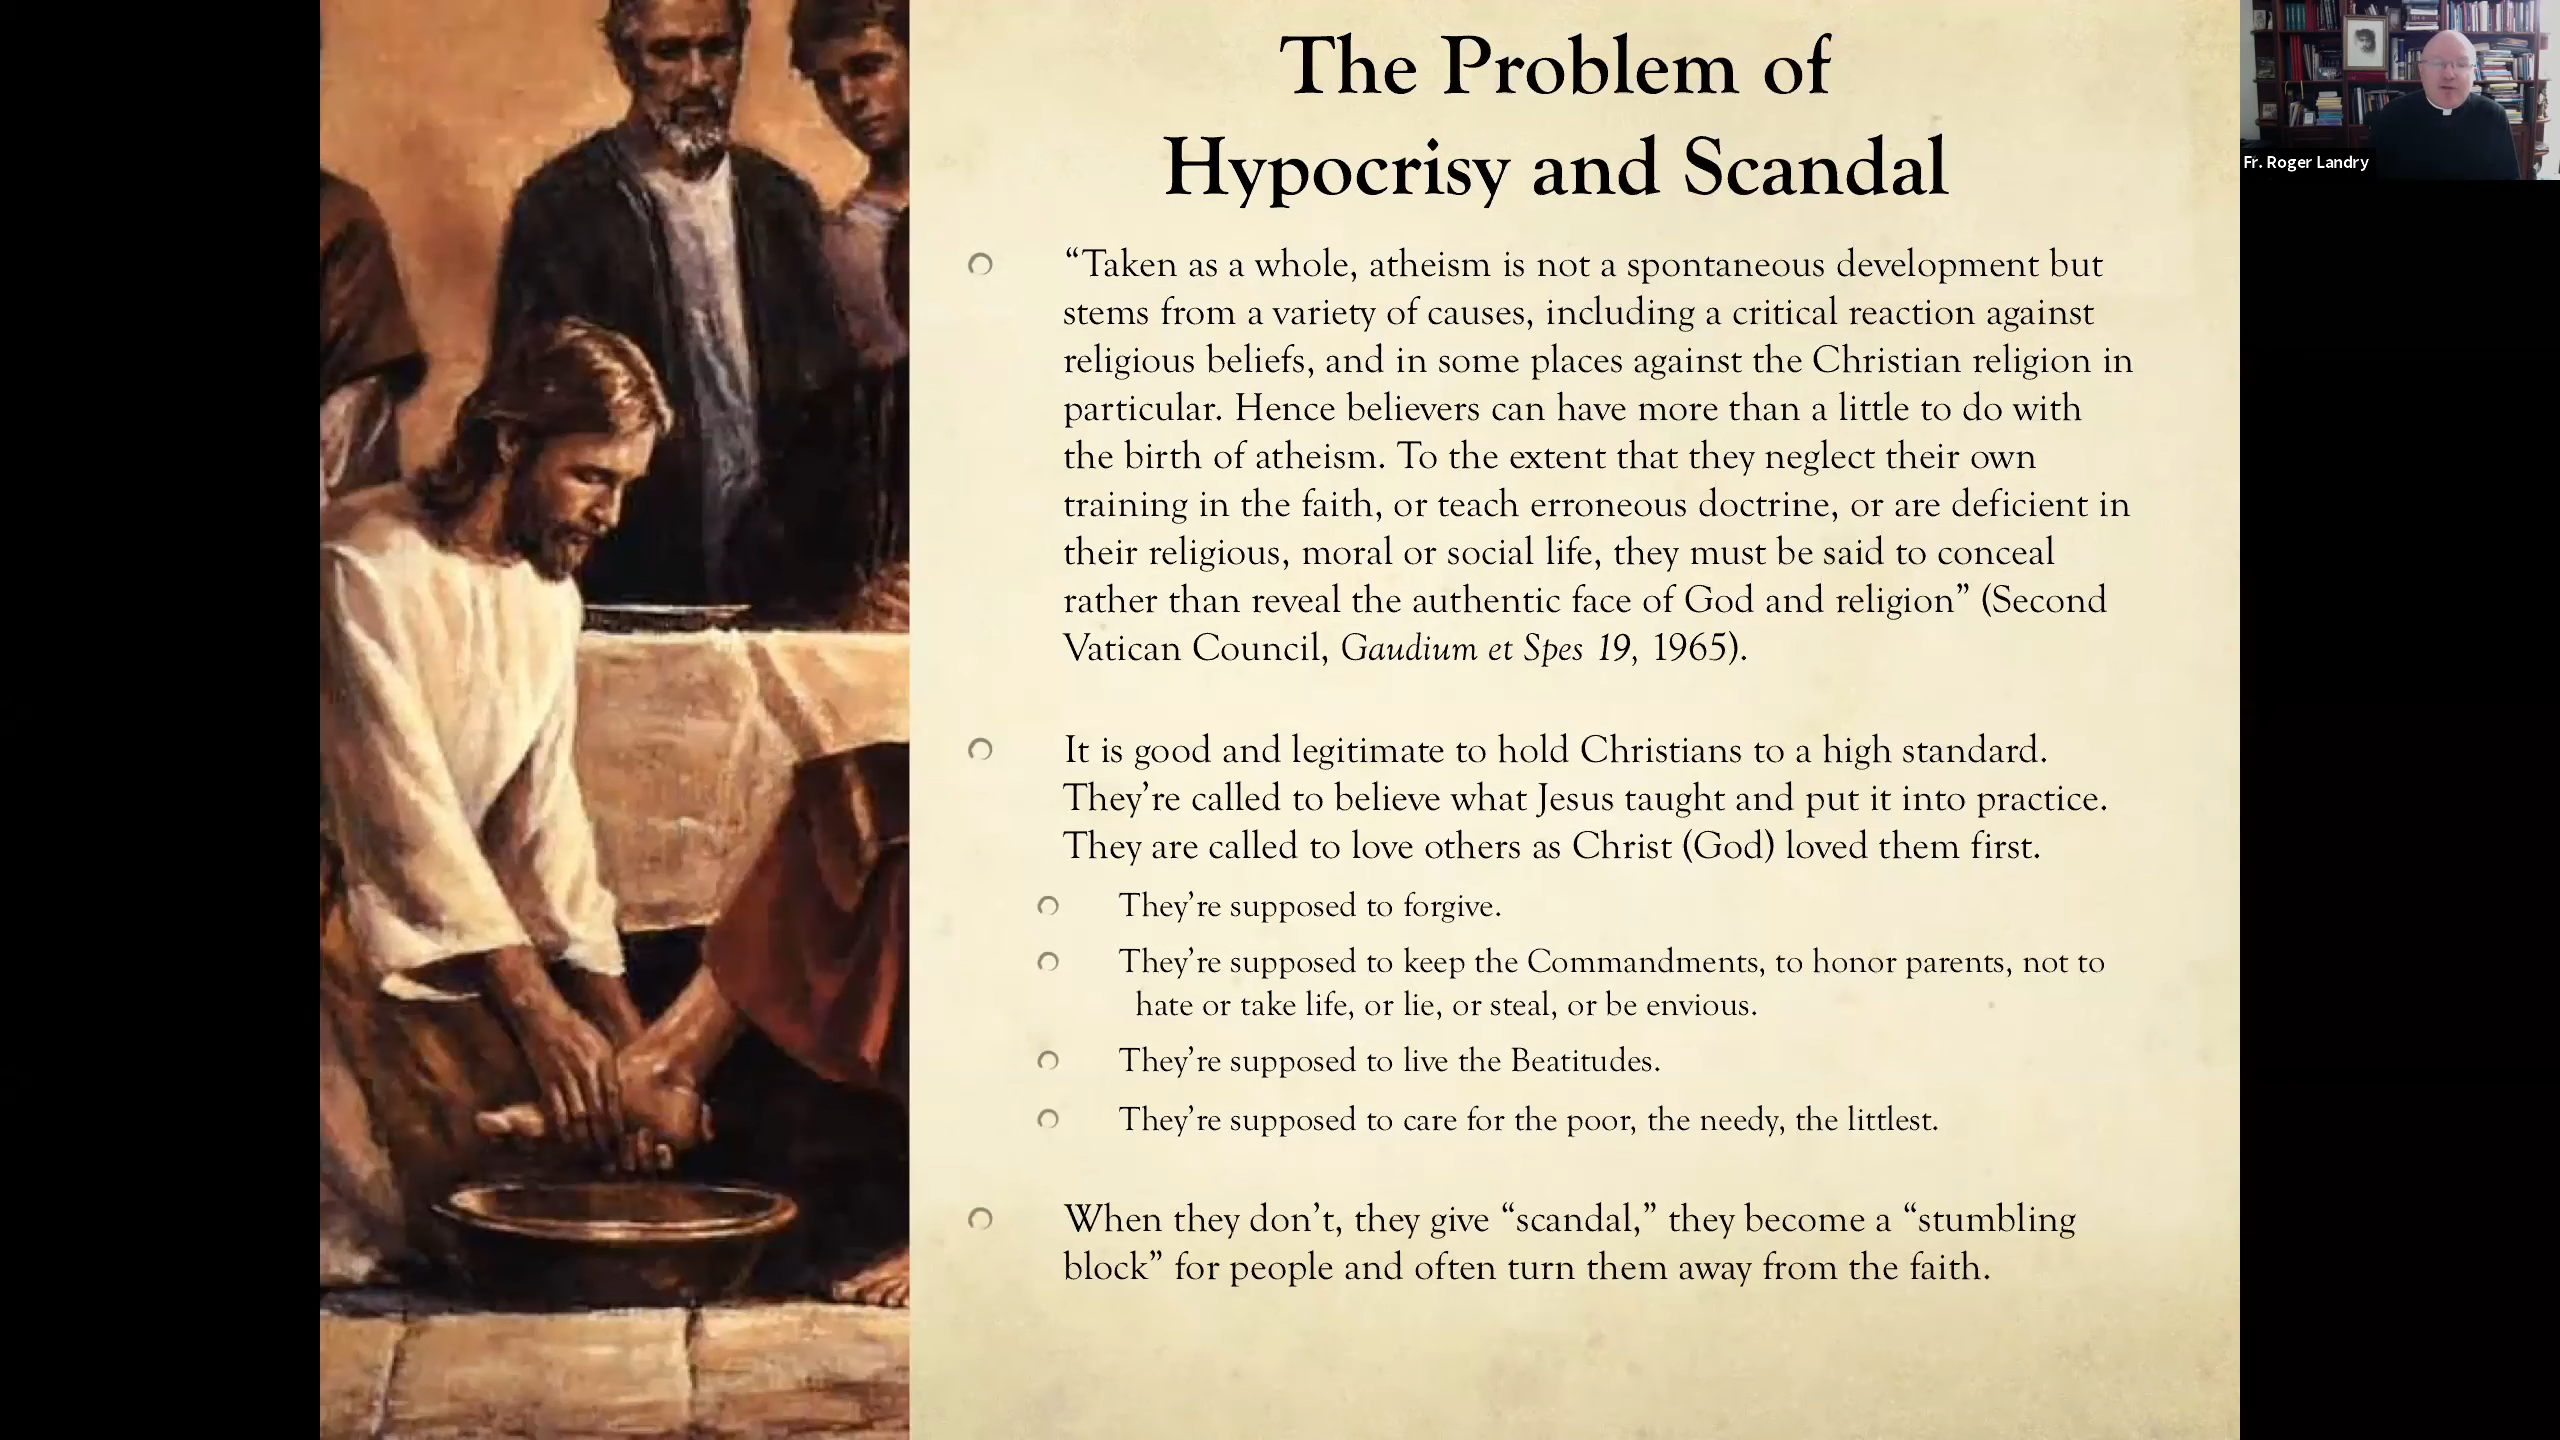 The Problem of
Hypocrisy and Scandal
“Taken as a whole, atheism is not a spontaneous development but
stems from a variety of causes, including a critical reaction against
religious beliefs, and in some places against the Christian religion in
particular. Hence believers can have more than a little to do with
the birth of atheism. To the extent that they neglect their own
training in the faith, or teach erroneous doctrine, or are deficient in
their religious, moral or social life, they must be said to conceal
rather than reveal the authentic face of God and religion” (Second
Vatican Council, Gaudium et Spes 19, 1965).
It is good and legitimate to hold Christians to a high standard.
They’re called to believe what Jesus taught and put it into practice.
They are called to love others as Christ (God) loved them first.
They’re supposed to forgive.
They’re supposed to keep the Commandments, to honor parents, not to
hate or take life, or lie, or steal, or be envious.
They’re supposed to live the Beatitudes.
They’re supposed to care for the poor, the needy, the littlest.
When they don’t, they give “scandal,” they become a “stumbling
block” for people and often turn them away from the faith.
Fr. Roger Landry